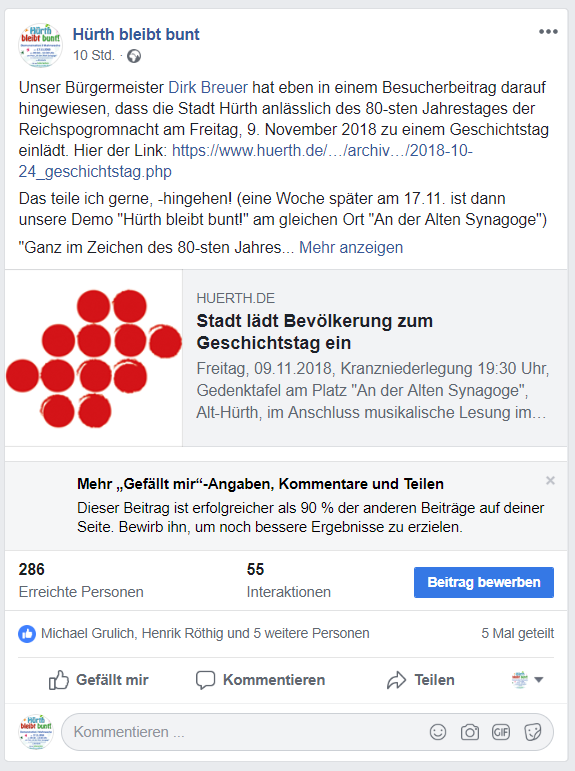 Hürth bleibt bunt
10 Std. ·
Unser Bürgermeister Dirk Breuer hat eben in einem Besucherbeitrag darauf
hingewiesen, dass die Stadt Hürth anlässlich des 80-sten Jahrestages der
Reichspogromnacht am Freitag, 9. November 2018 zu einem Geschichtstag
einlädt. Hier der Link: https://www.huerth.de/…/archiv…/2018-10-
24_geschichtstag.php
Das teile ich gerne, -hingehen! (eine Woche später am 17.11. ist dann
unsere Demo "Hürth bleibt bunt!" am gleichen Ort "An der Alten Synagoge")
"Ganz im Zeichen des 80-sten Jahres... Mehr anzeigen
HUERTH.DE
Stadt lädt Bevölkerung zum
Geschichtstag ein
Freitag, 09.11.2018, Kranzniederlegung 19:30 Uhr,
Gedenktafel am Platz "An der Alten Synagoge",
Alt-Hürth, im Anschluss musikalische Lesung im…
Mehr „Gefällt mir“-Angaben, Kommentare und Teilen
Dieser Beitrag ist erfolgreicher als 90 % der anderen Beiträge auf deiner
Seite. Bewirb ihn, um noch bessere Ergebnisse zu erzielen.
286
Erreichte Personen
55
Interaktionen
Beitrag bewerben
Michael Grulich, Henrik Röthig und 5 weitere Personen
5 Mal geteilt
Gefällt mir
Kommentieren
Teilen
Hürth
bleibt bunt!
Kommentieren ...
GIF